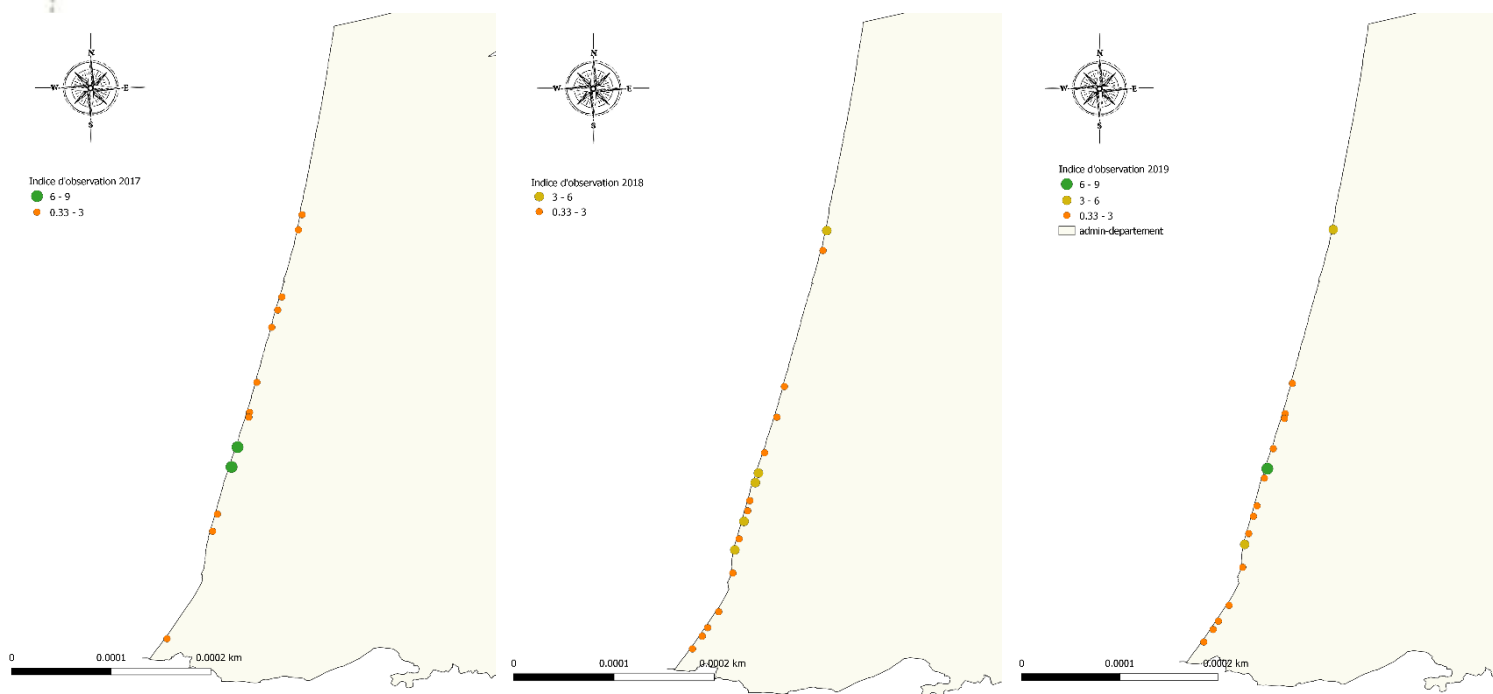 N
W E
S
Indice d'observation 2017
6 - 9
0.33 - 3
0 0.0001 0.0002 km
N
W E
S
Indice d'observation 2018
3 - 6
0.33 - 3
0 0.0001 0.0002 km
N
W E
S
Indice d'observation 2019
6 - 9
3 - 6
0.33 - 3
admin-departement
0 0.0001 0.0002 km